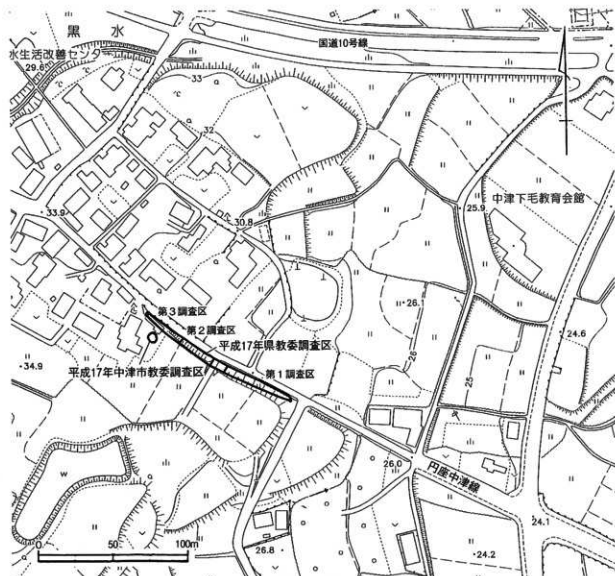 黒水
国道10号線
水生活改善センター
29.6
33
32
中津下毛教育会館
30.8
25.9
33.9
26.
第3調査区
第2調査区
平成17年県教委調査区
24.6
26
平成17年中津市教委調査区
第1調査区
25
34.9
26.0
円座中津線
24.1
0 50 100m
26.8
24.2